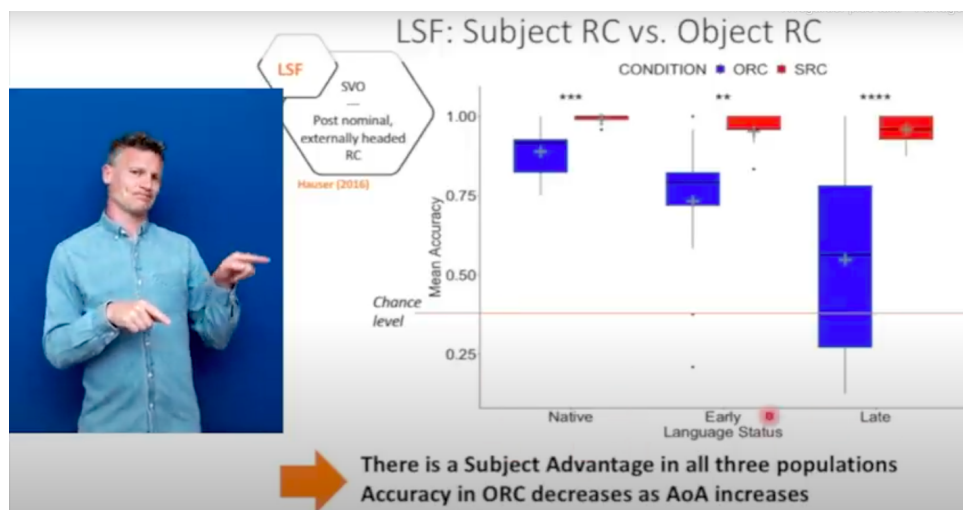 LSF: Subject RC vs. Object RC
LSF
SVO
Post nominal,
externally headed
RC
Hauser (2016)
CONDITION ORC SRC
*** ** ****
1.00
0.75
0.50
0.25
Mean Accuracy
Chance
level
Native Early Late
Language Status
There is a Subject Advantage in all three populations
Accuracy in ORC decreases as AoA increases